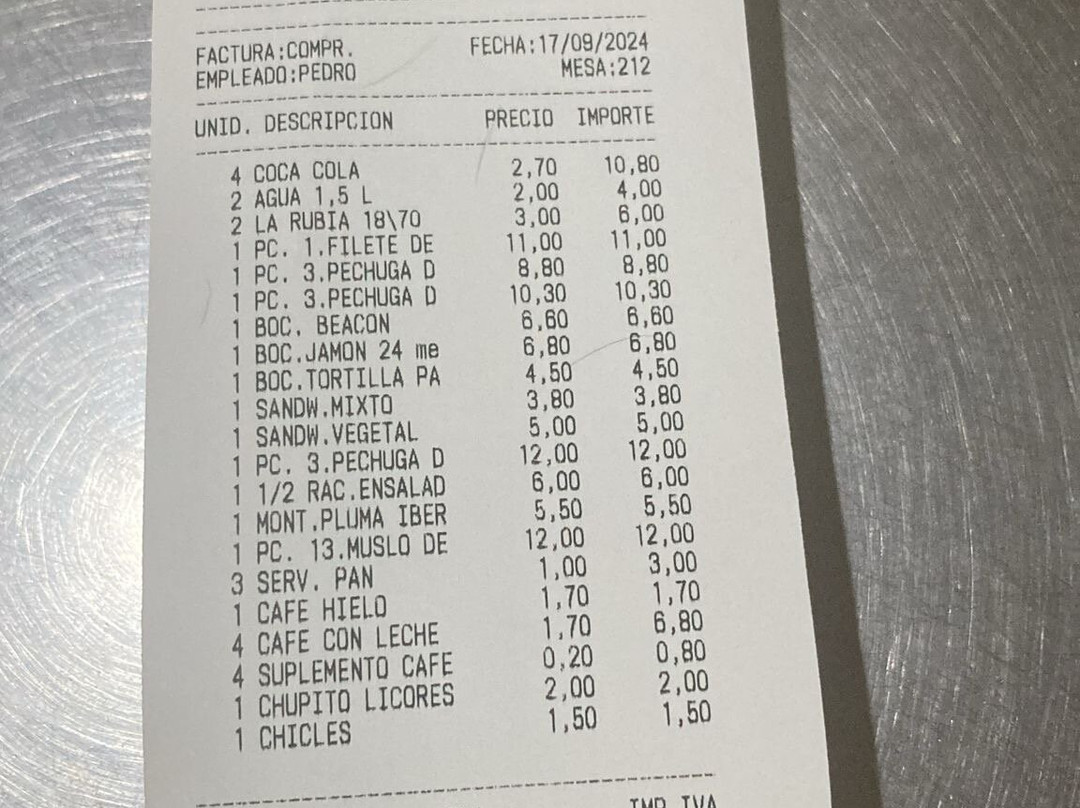 FACTURA:COMPR. FECHA:17/09/2024
EMPLEADO:PEDRO MESA:212
UNID. DESCRIPCION PRECIO IMPORTE
4 COCA COLA 2,70 10,80
2 AGUA 1,5 L 2,00 4,00
2 LA RUBIA 18\70 3,00 6,00
1 PC. 1.FILETE DE 11,00 11,00
1 PC. 3.PECHUGA D 8,80 8,80
1 PC. 3.PECHUGA D 10,30 10,30
1 BOC. BEACON 6,60 6,60
1 BOC.JAMON 24 me 6,80 6,80
1 BOC.TORTILLA PA 4,50 4,50
1 SANDW.MIXTO 3,80 3,80
1 SANDW.VEGETAL 5,00 5,00
1 PC. 3.PECHUGA D 12,00 12,00
1 1/2 RAC.ENSALAD 6,00 6,00
1 MONT.PLUMA IBER 5,50 5,50
1 PC. 13.MUSLO DE 12,00 12,00
3 SERV. PAN 1,00 3,00
1 CAFE HIELO 1,70 1,70
4 CAFE CON LECHE 1,70 6,80
4 SUPLEMENTO CAFE 0,20 0,80
1 CHUPITO LICORES 2,00 2,00
1 CHICLES 1,50 1,50
IMP IVA